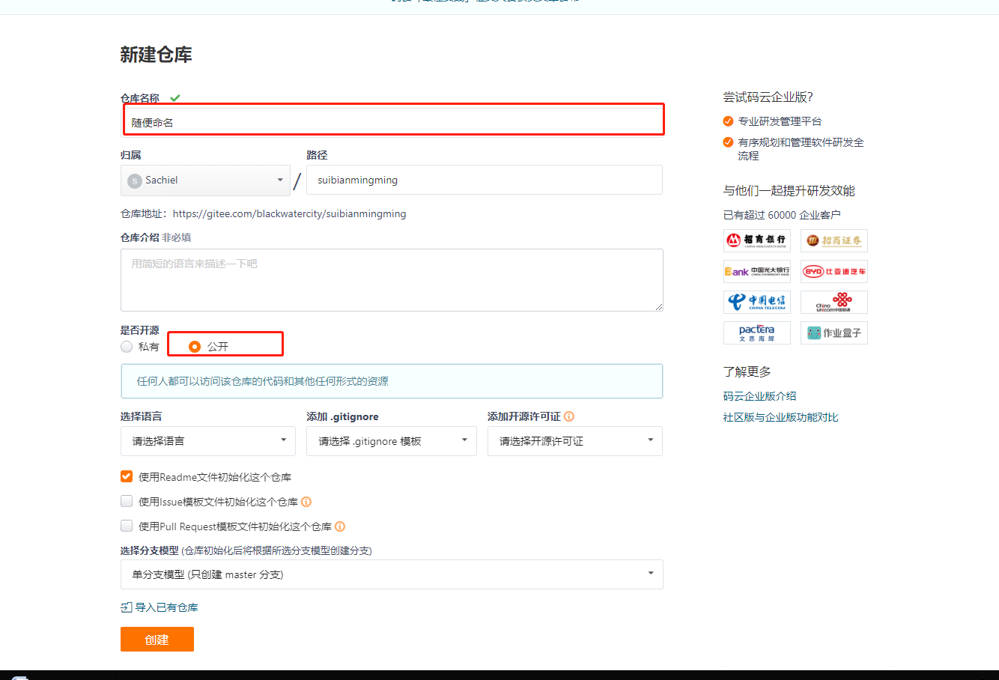 新建仓库
仓库名称
随便命名
归属
路径
S Sachiel
/
suibianmingming
仓库地址：https://gitee.com/blackwatercity/suibianmingming
仓库介绍 非必填
用简短的语言来描述一下吧
是否开源
私有
公开
任何人都可以访问该仓库的代码和其他任何形式的资源
选择语言
添加 .gitignore
添加开源许可证
请选择语言
请选择 .gitignore 模板
请选择开源许可证
使用Readme文件初始化这个仓库
使用Issue模板文件初始化这个仓库
使用Pull Request模板文件初始化这个仓库
选择分支模型 (仓库初始化后将根据所选分支模型创建分支)
单分支模型 (只创建 master 分支)
导入已有仓库
创建
尝试码云企业版？
专业研发管理平台
有序规划和管理软件研发全
流程
与他们一起提升研发效能
已有超过 60000 企业客户
招商银行
CHINA MERCHANTS BANK
招商证券
Bank 中国光大银行
CHINA EVERBRIGHT BANK
BYD 比亚迪汽车
中国电信
CHINA TELECOM
China
unicom中国联通
pactera
文思海辉
作业盒子
了解更多
码云企业版介绍
社区版与企业版功能对比